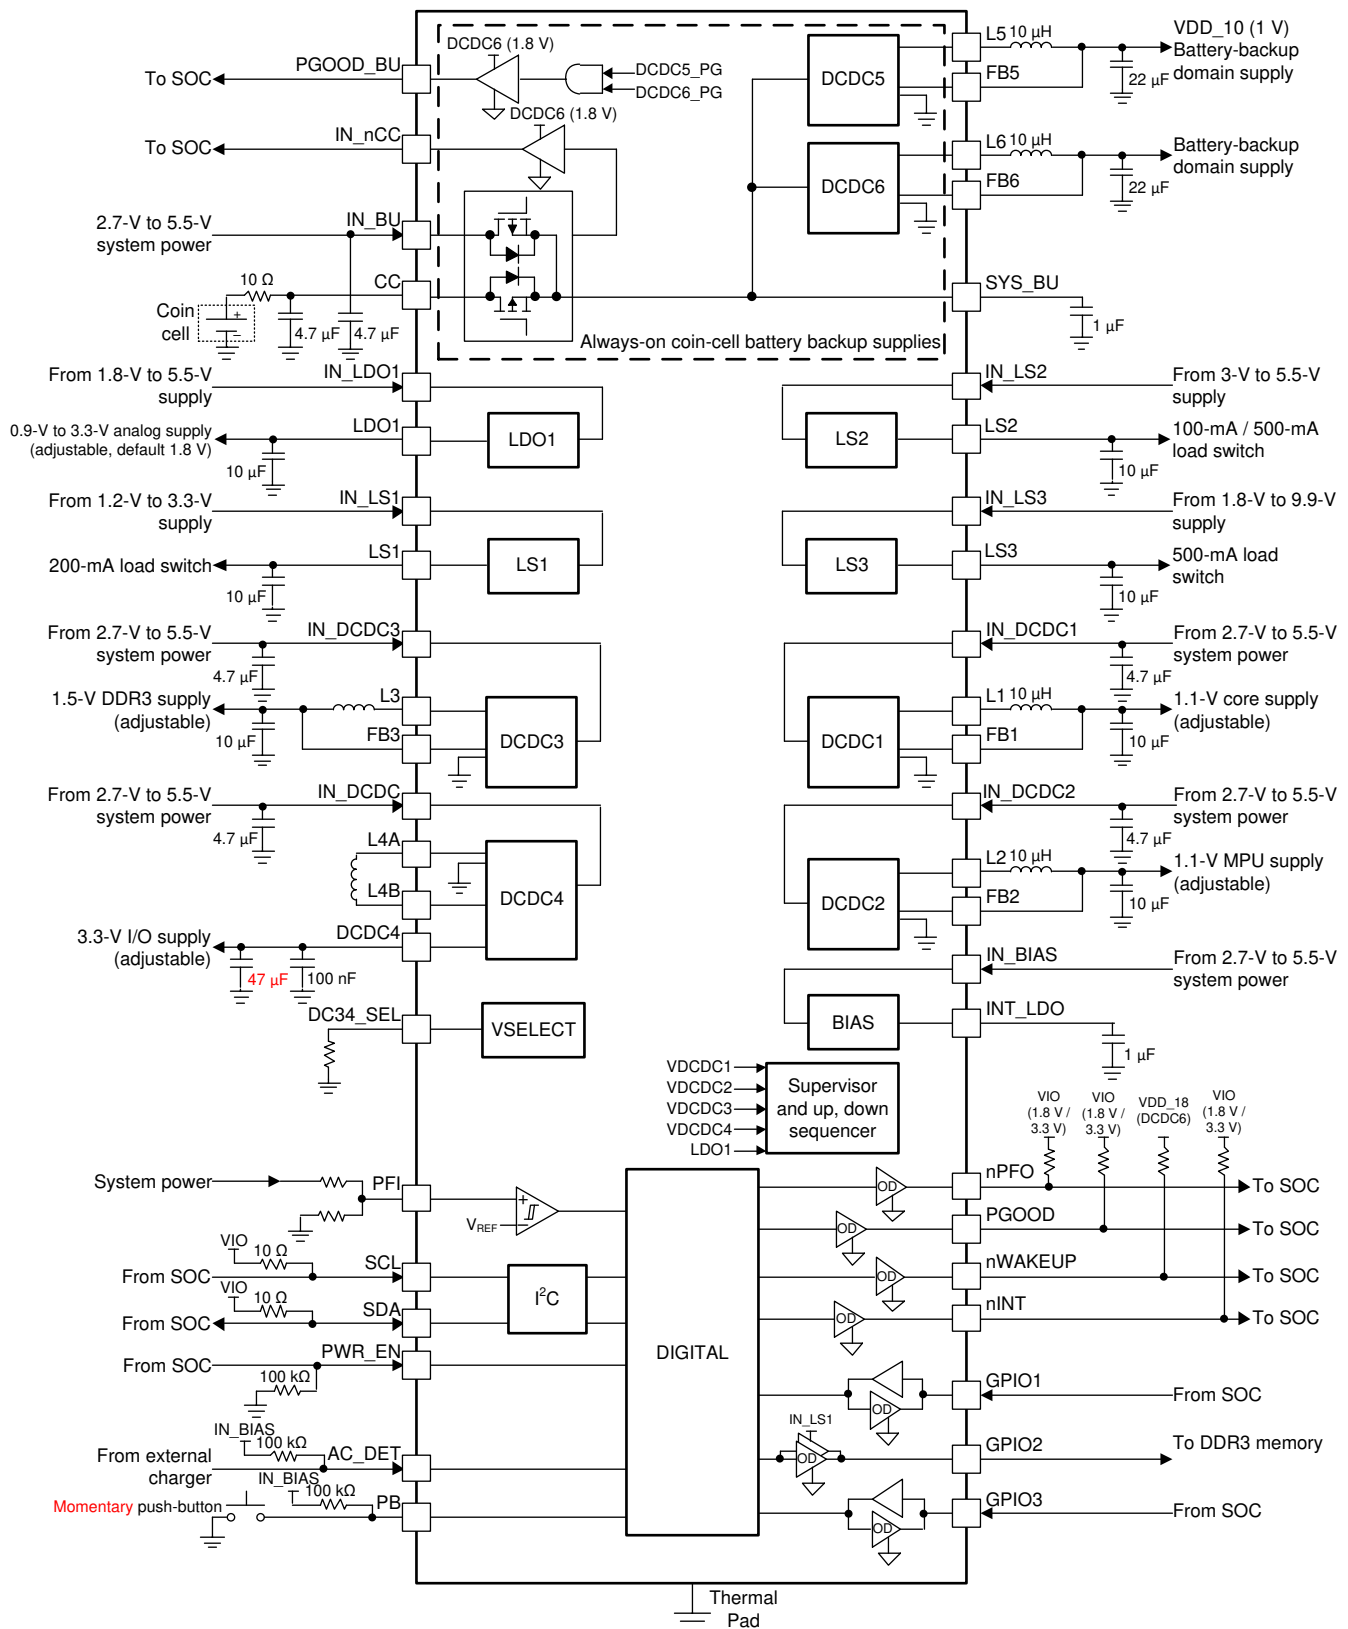 DCDC6 (1.8 V)
PGOOD_BU
To SOC
DCDC5_PG
DCDC6_PG
DCDC5
L5
10 µH
FB5
22 µF
VDD_10 (1 V)
Battery-backup
domain supply
DCDC6 (1.8 V)
IN_nCC
To SOC
DCDC6
L6
10 µH
FB6
22 µF
Battery-backup
domain supply
2.7-V to 5.5-V
system power
IN_BU
10 Ω
CC
Coin
cell
+
−
4.7 µF
4.7 µF
SYS_BU
1 µF
Always-on coin-cell battery backup supplies
From 1.8-V to 5.5-V
supply
IN_LDO1
LDO1
LDO1
0.9-V to 3.3-V analog supply
(adjustable, default 1.8 V)
10 µF
IN_LS2
From 3-V to 5.5-V
supply
LS2
LS2
100-mA / 500-mA
load switch
10 µF
From 1.2-V to 3.3-V
supply
IN_LS1
LS1
LS1
200-mA load switch
10 µF
IN_LS3
From 1.8-V to 9.9-V
supply
LS3
LS3
500-mA load
switch
10 µF
From 2.7-V to 5.5-V
system power
IN_DCDC3
4.7 µF
1.5-V DDR3 supply
(adjustable)
L3
10 µF
FB3
DCDC3
IN_DCDC1
From 2.7-V to 5.5-V
system power
4.7 µF
DCDC1
L1
10 µH
FB1
1.1-V core supply
(adjustable)
10 µF
From 2.7-V to 5.5-V
system power
IN_DCDC
4.7 µF
L4A
L4B
DCDC4
DCDC4
3.3-V I/O supply
(adjustable)
47 µF
100 nF
IN_DCDC2
From 2.7-V to 5.5-V
system power
4.7 µF
DCDC2
L2
10 µH
FB2
1.1-V MPU supply
(adjustable)
10 µF
DC34_SEL
VSELECT
IN_BIAS
From 2.7-V to 5.5-V
system power
BIAS
INT_LDO
1 µF
VDCDC1
VDCDC2
VDCDC3
VDCDC4
LDO1
Supervisor
and up, down
sequencer
VIO
(1.8 V /
3.3 V)
VIO
(1.8 V /
3.3 V)
VDD_18
(DCDC6)
VIO
(1.8 V /
3.3 V)
System power
PFI
+
−
VREF
DIGITAL
OD
nPFO
To SOC
OD
PGOOD
To SOC
VIO
10 Ω
From SOC
SCL
I2C
OD
nWAKEUP
To SOC
VIO
10 Ω
From SOC
SDA
OD
nINT
To SOC
From SOC
PWR_EN
100 kΩ
OD
GPIO1
From SOC
IN_BIAS
100 kΩ
From external
charger
AC_DET
IN_LS1
OD
GPIO2
To DDR3 memory
IN_BIAS
100 kΩ
Momentary push-button
PB
OD
GPIO3
From SOC
Thermal
Pad